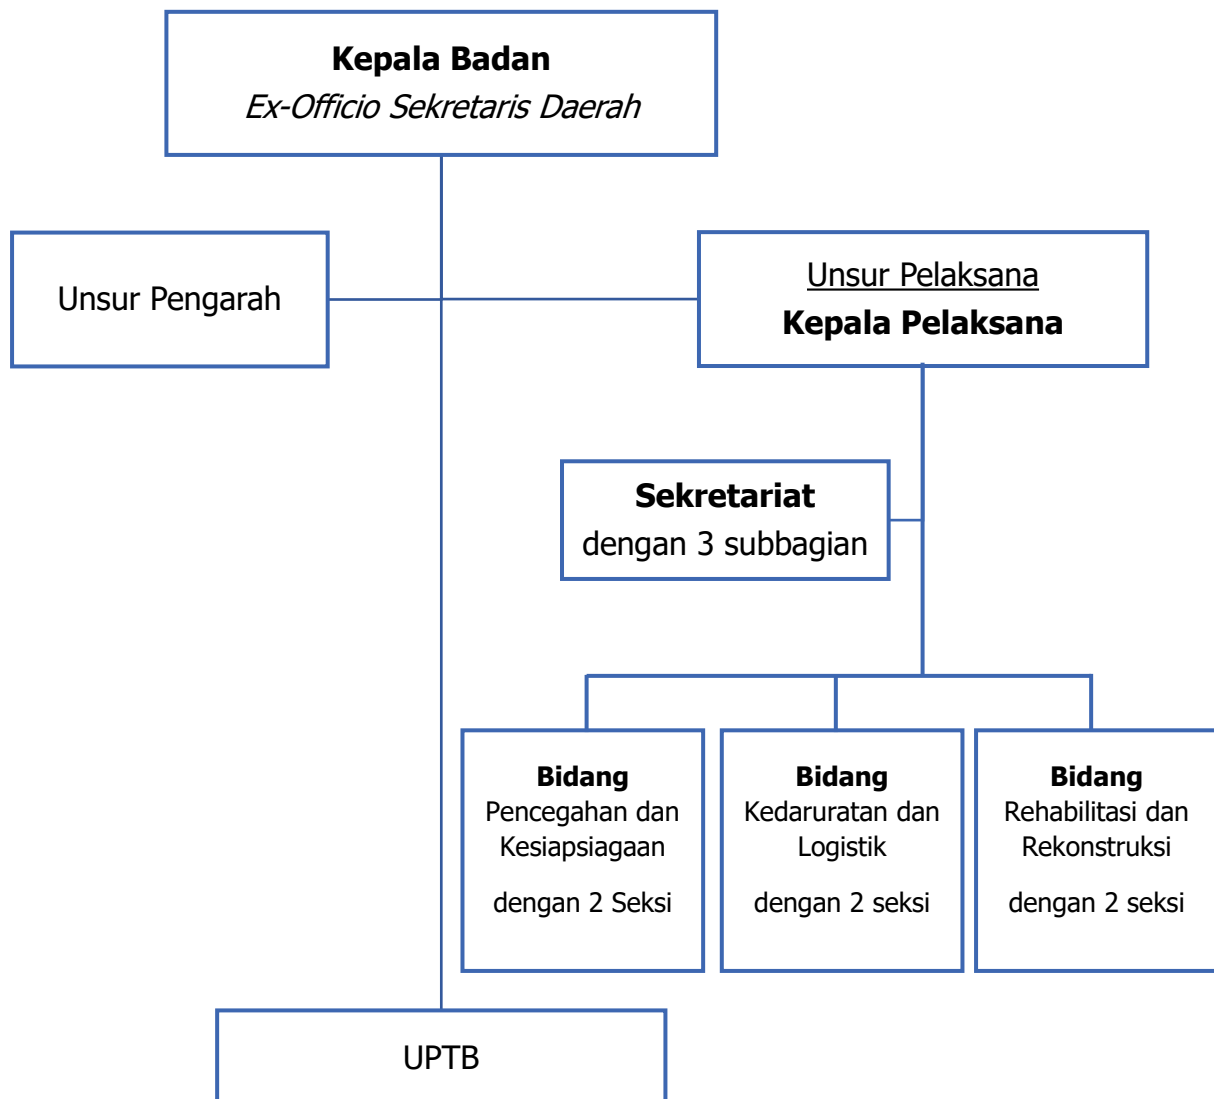 Kepala Badan
Ex-Officio Sekretaris Daerah
Unsur Pengarah
Unsur Pelaksana
Kepala Pelaksana
Sekretariat
dengan 3 subbagian
Bidang
Pencegahan dan
Kesiapsiagaan
dengan 2 Seksi
Bidang
Kedaruratan dan
Logistik
dengan 2 seksi
Bidang
Rehabilitasi dan
Rekonstruksi
dengan 2 seksi
UPTB